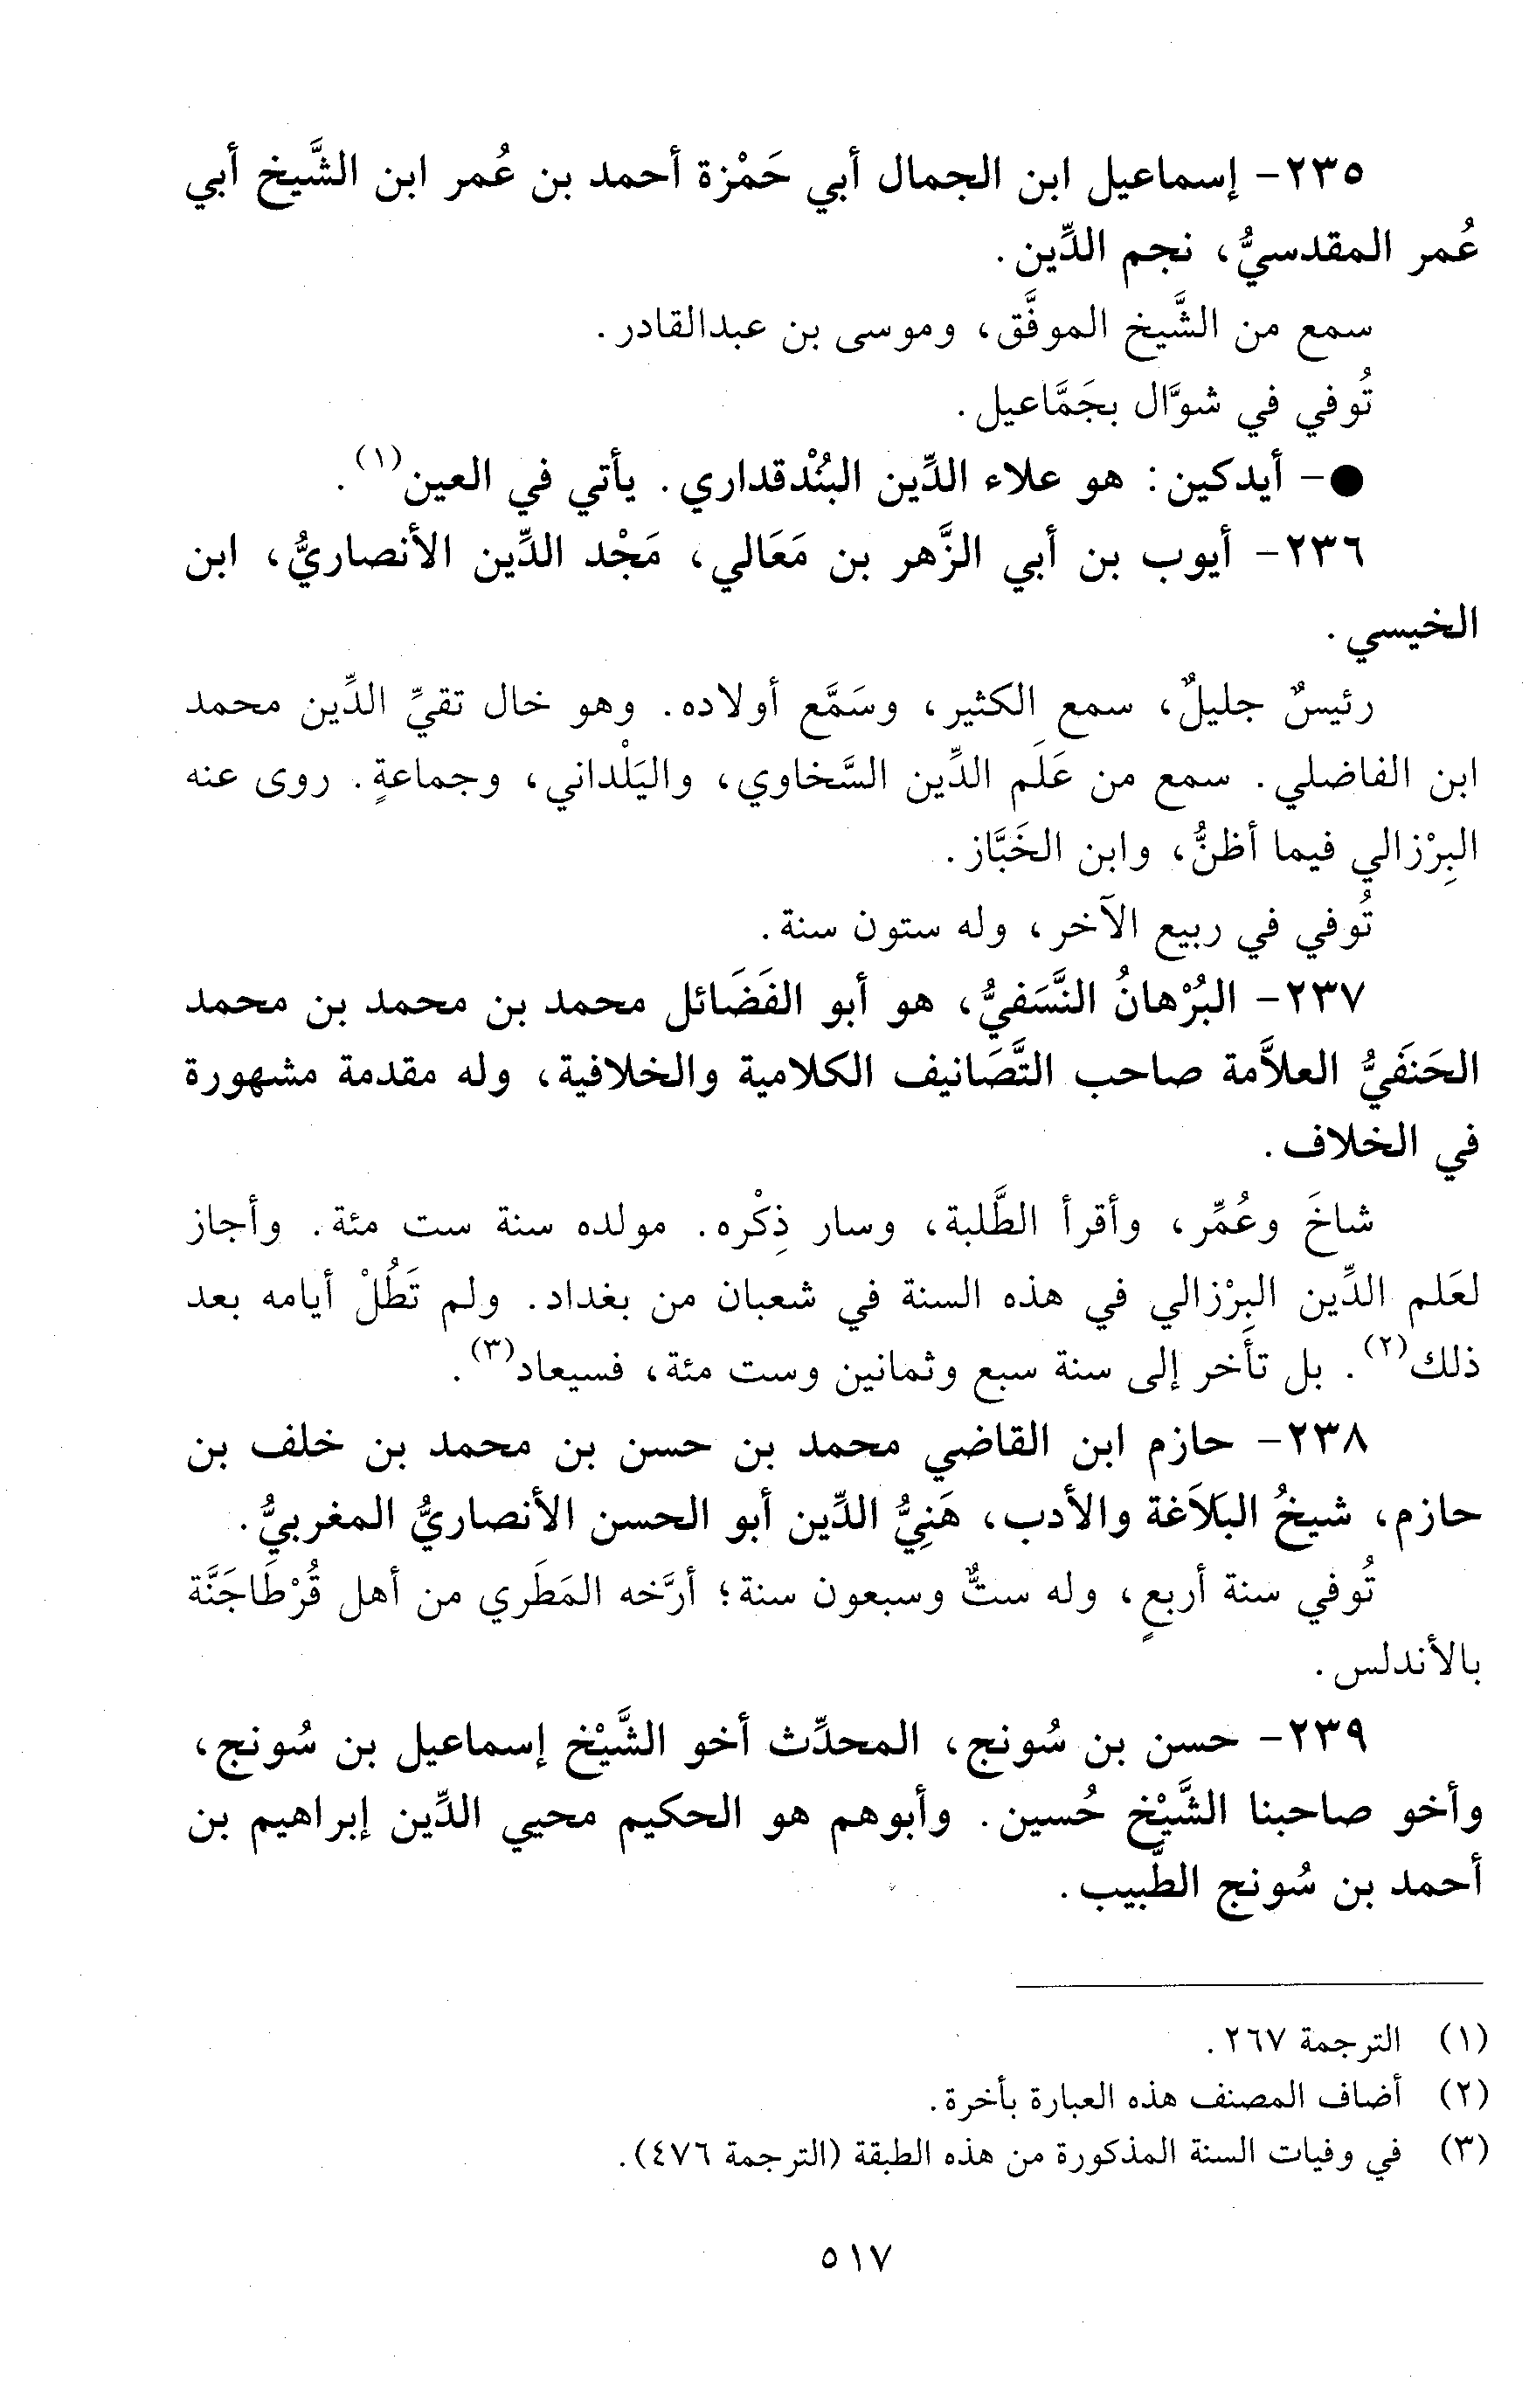 ٢٣٥- إسماعيل ابن الجمال أبي حَمْزة أحمد بن عُمر ابن الشَّيخ أبي
عُمر المقدسيُّ، نجم الدِّين.
سمع من الشَّيخ الموفَّق، وموسى بن عبدالقادر.
تُوفي في شوَّال بجَمَّاعيل.
●- أيدكين: هو علاء الدِّين البُنْدقداري. يأتي في العين(١).
٢٣٦- أيوب بن أبي الزَّهر بن مَعَالي، مَجْد الدِّين الأنصاريُّ، ابن
الخيسي.
رئيسٌ جليلٌ، سمع الكثير، وسَمَّع أولاده. وهو خال تقيِّ الدِّين محمد
ابن الفاضلي. سمع من عَلَم الدِّين السَّخاوي، واليَلْداني، وجماعةٍ. روى عنه
البِرْزالي فيما أظنُّ، وابن الخَبَّاز.
تُوفي في ربيع الآخر، وله ستون سنة.
٢٣٧- البُرْهانُ النَّسَفيُّ، هو أبو الفَضَائل محمد بن محمد بن محمد
الحَنَفيُّ العلاَّمة صاحب التَّصَانيف الكلامية والخلافية، وله مقدمة مشهورة
في الخلاف.
شاخَ وعُمِّر، وأقرأ الطَّلبة، وسار ذِكْره. مولده سنة ست مئة. وأجاز
لعَلم الدِّين البِرْزالي في هذه السنة في شعبان من بغداد. ولم تَطُلْ أيامه بعد
ذلك(٢). بل تأَخر إلى سنة سبع وثمانين وست مئة، فسيعاد(٣).
٢٣٨- حازم ابن القاضي محمد بن حسن بن محمد بن خلف بن
حازم، شيخُ البَلاَغة والأدب، هَنِيُّ الدِّين أبو الحسن الأنصاريُّ المغربيُّ.
تُوفي سنة أربعٍ، وله ستٌّ وسبعون سنة؛ أرَّخه المَطَري من أهل قُرْطَاجَنَّة
بالأندلس.
٢٣٩- حسن بن سُونج، المحدِّث أخو الشَّيْخ إسماعيل بن سُونج،
وأخو صاحبنا الشَّيْخ حُسين. وأبوهم هو الحكيم محيي الدِّين إبراهيم بن
أحمد بن سُونج الطَّبيب.
(١) الترجمة ٢٦٧.
(٢) أضاف المصنف هذه العبارة بأخرة.
(٣) في وفيات السنة المذكورة من هذه الطبقة (الترجمة ٤٧٦).
٥١٧